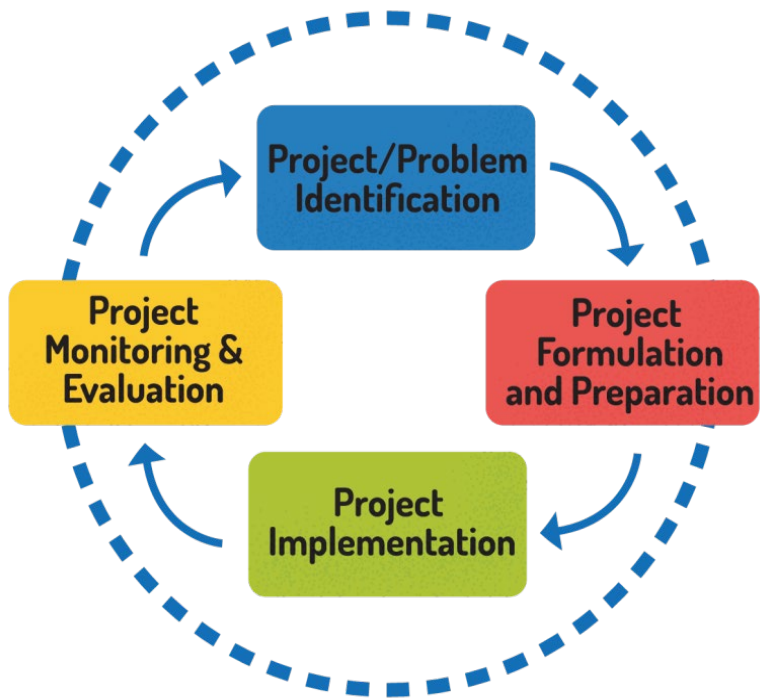 Project/Problem
Identification
Project
Formulation
and Preparation
Project
Implementation
Project
Monitoring &
Evaluation